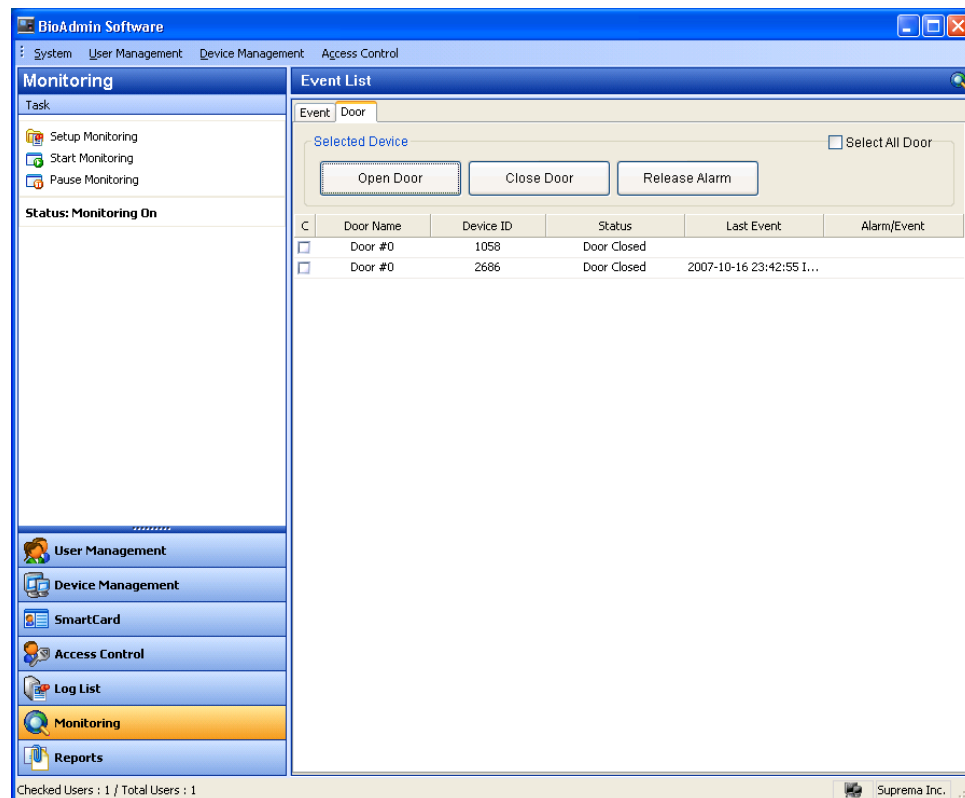 BioAdmin Software
System User Management Device Management Access Control
Monitoring
Task
Setup Monitoring
Start Monitoring
Pause Monitoring
Status: Monitoring On
User Management
Device Management
SmartCard
Access Control
Log List
Monitoring
Reports
Event List
Event Door
Selected Device
Select All Door
Open Door Close Door Release Alarm
C Door Name Device ID Status Last Event Alarm/Event
Door #0 1058 Door Closed
Door #0 2686 Door Closed 2007-10-16 23:42:55 I...
Checked Users : 1 / Total Users : 1
Suprema Inc.